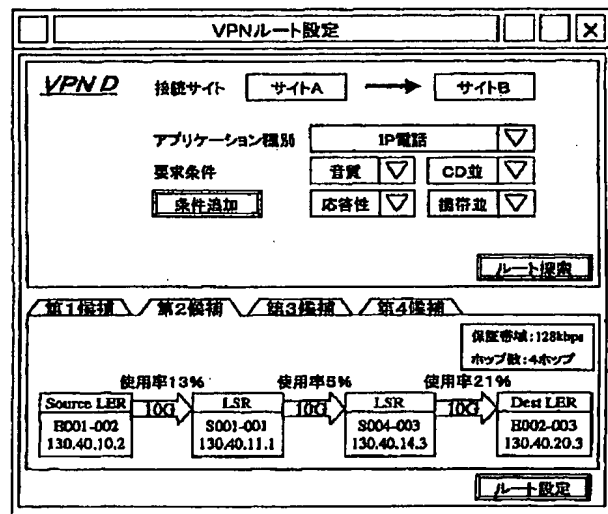 VPNルート設定
VPN D 接続サイト サイトA サイトB
アプリケーション種別 IP電話
要求条件 音質 CD並
条件追加 応答性 携帯並
ルート探索
第1候補 第2候補 第3候補 第4候補
保証帯域:128kbps
ホップ数:4ホップ
使用率13% 使用率5% 使用率21%
Source LER 10G LSR 10G LSR 10G Dest LER
E001-002 S001-001 S004-003 E002-003
130.40.10.2 130.40.11.1 130.40.14.3 130.40.20.3
ルート設定